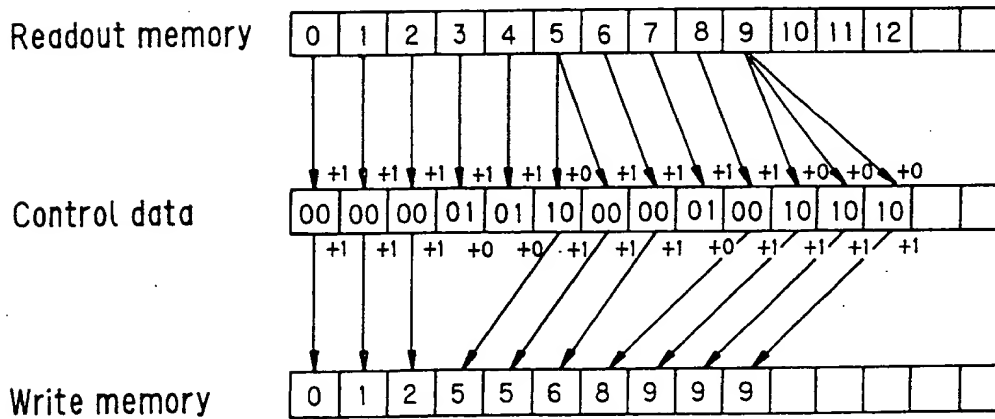 Readout memory 0 1 2 3 4 5 6 7 8 9 10 11 12
+1 +1 +1 +1 +1 +0 +1 +1 +1 +1 +0 +0 +0
Control data 00 00 00 01 01 10 00 00 01 00 10 10 10
+1 +1 +1 +0 +0 +1 +1 +1 +0 +1 +1 +1 +1
Write memory 0 1 2 5 5 6 8 9 9 9